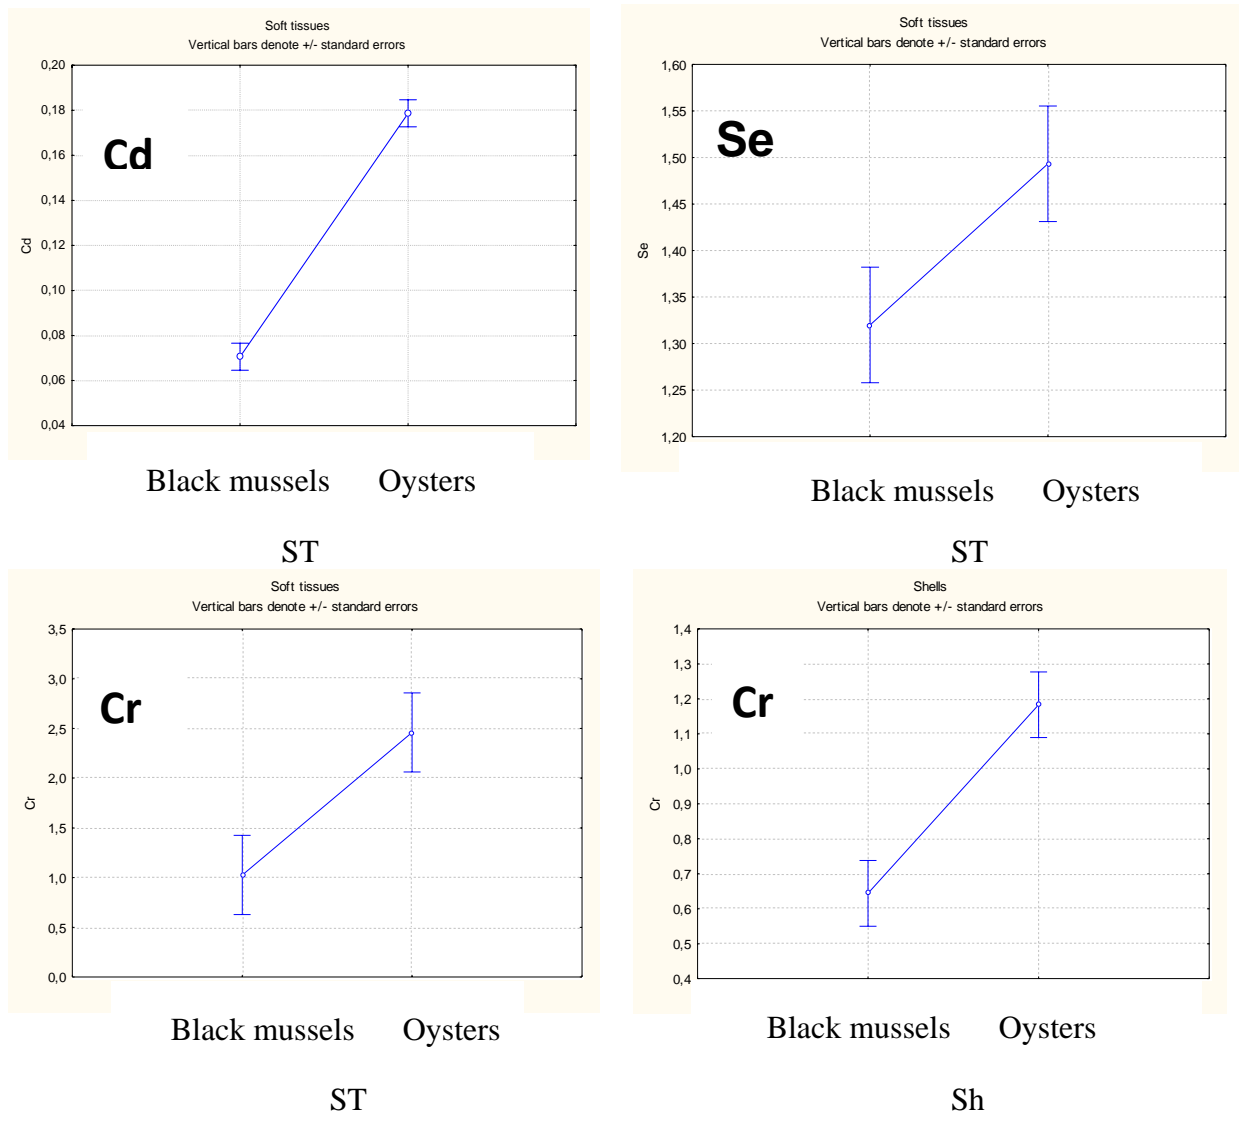 Soft tissues
Vertical bars denote +/- standard errors
0,20
0,18
0,16
0,14
0,12
0,10
0,08
0,06
0,04
Cd
Cd
Black mussels Oysters
ST
Soft tissues
Vertical bars denote +/- standard errors
1,60
1,55
1,50
1,45
1,40
1,35
1,30
1,25
1,20
Se
Se
Black mussels Oysters
ST
Soft tissues
Vertical bars denote +/- standard errors
3,5
3,0
2,5
2,0
1,5
1,0
0,5
0,0
Cr
Cr
Black mussels Oysters
ST
Shells
Vertical bars denote +/- standard errors
1,4
1,3
1,2
1,1
1,0
0,9
0,8
0,7
0,6
0,5
0,4
Cr
Cr
Black mussels Oysters
Sh